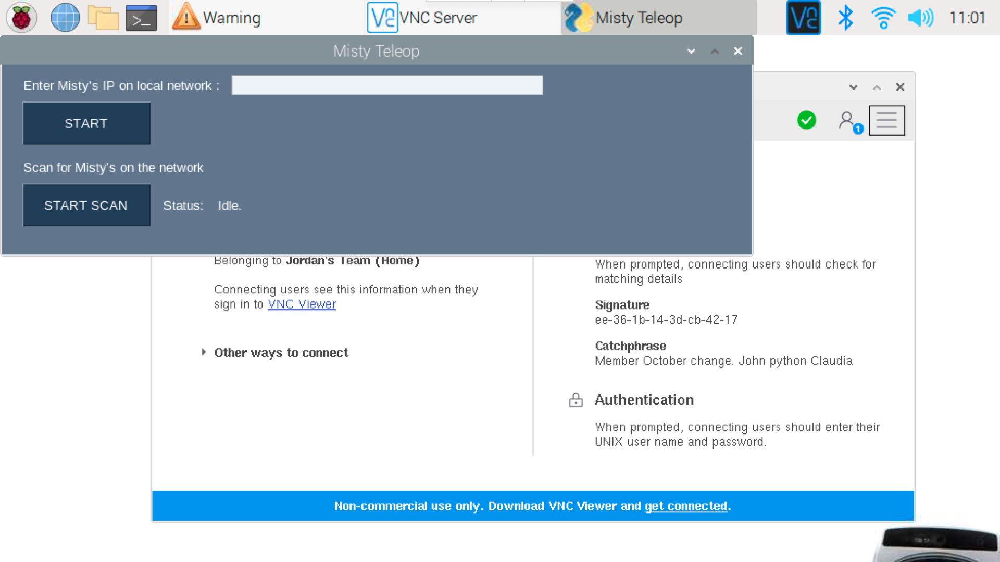 Warning
VNC Server
Misty Teleop
11:01
Misty Teleop
Enter Misty's IP on local network :
START
Scan for Misty's on the network
START SCAN Status: Idle.
1
Belonging to Jordan's Team (Home)
Connecting users see this information when they
sign in to VNC Viewer
Other ways to connect
When prompted, connecting users should check for
matching details
Signature
ee-36-1b-14-3d-cb-42-17
Catchphrase
Member October change. John python Claudia
Authentication
When prompted, connecting users should enter their
UNIX user name and password.
Non-commercial use only. Download VNC Viewer and get connected.